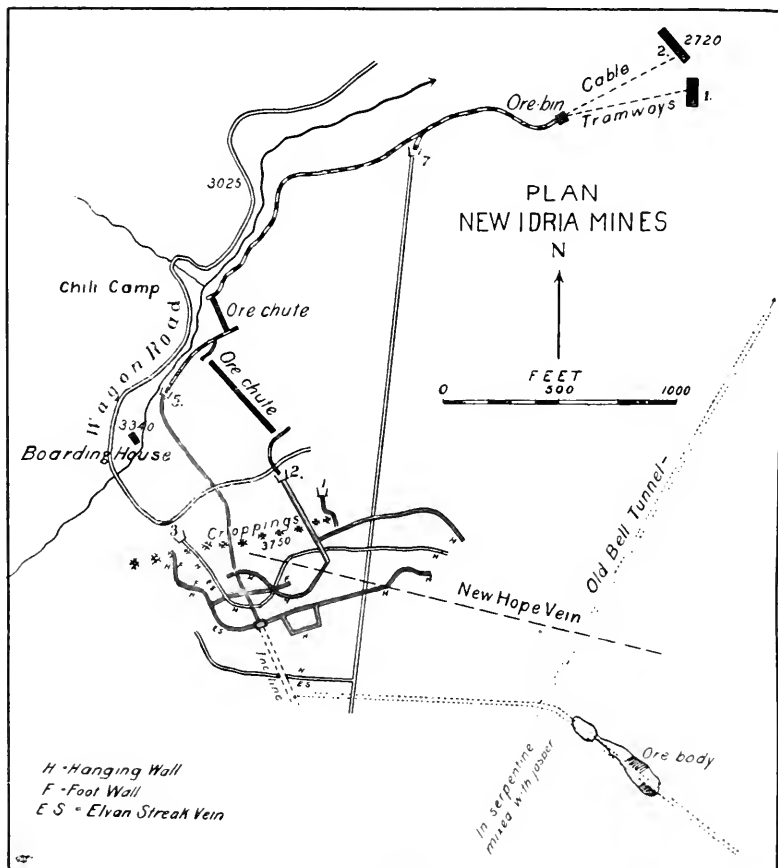 2.
2720
Cable
Ore-bin
1.
Tramways
7
3025
PLAN
NEW IDRIA MINES
N
Chili Camp
Wagon Road
Ore chute
Ore chute
FEET
0 500 1000
5.
3340
Boarding House
2.
1
3
Croppings
3750
Old Bell Tunnel
New Hope Vein
H
H
F
H
ES
H
H
H
ES
H
H
ES
Incline
Ore body
In serpentine
mixed with jasper
H - Hanging Wall
F - Foot Wall
E S = Elvan Streak Vein